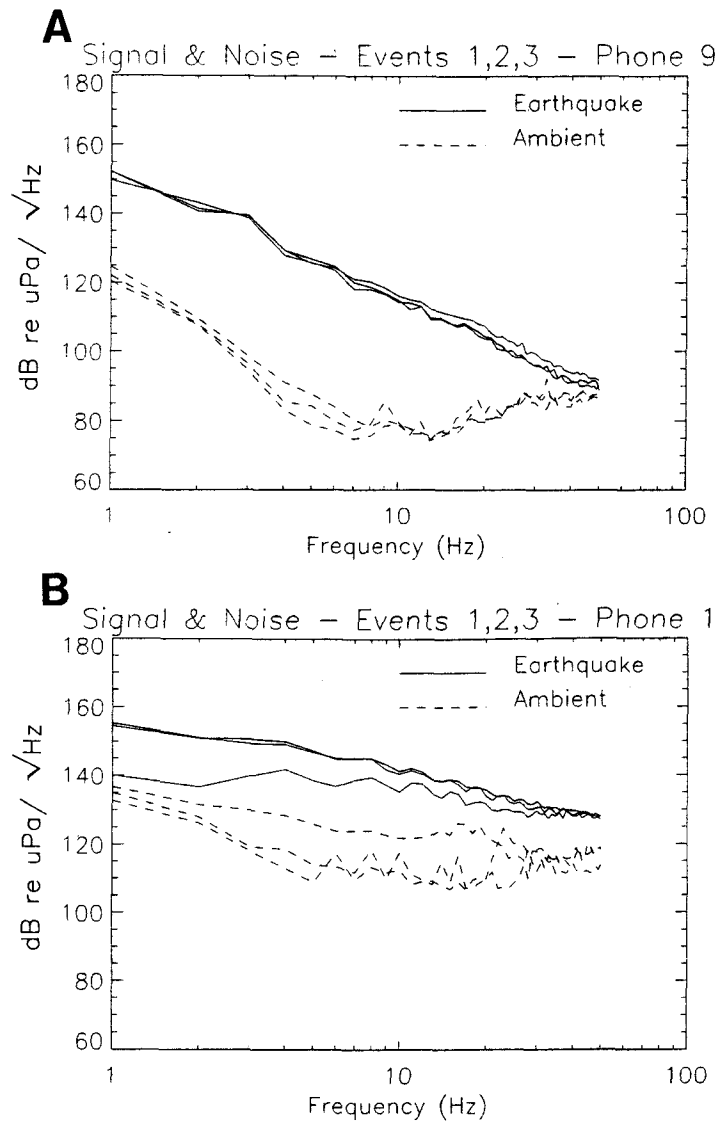 A
Signal & Noise – Events 1,2,3 – Phone 9
180
160
140
120
100
80
60
dB re uPa/ √Hz
Earthquake
Ambient
1
10
100
Frequency (Hz)
B
Signal & Noise – Events 1,2,3 – Phone 1
180
160
140
120
100
80
60
dB re uPa/ √Hz
Earthquake
Ambient
1
10
100
Frequency (Hz)